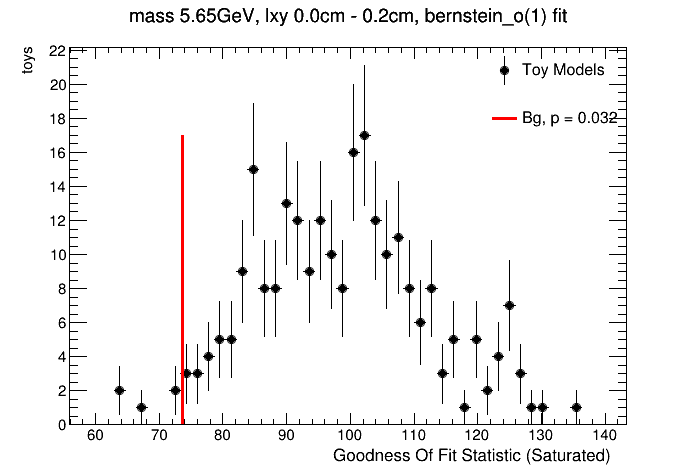 mass 5.65GeV, lxy 0.0cm - 0.2cm, bernstein_o(1) fit
toys
22
20
18
16
14
12
10
8
6
4
2
0
Toy Models
Bg, p = 0.032
60 70 80 90 100 110 120 130 140
Goodness Of Fit Statistic (Saturated)